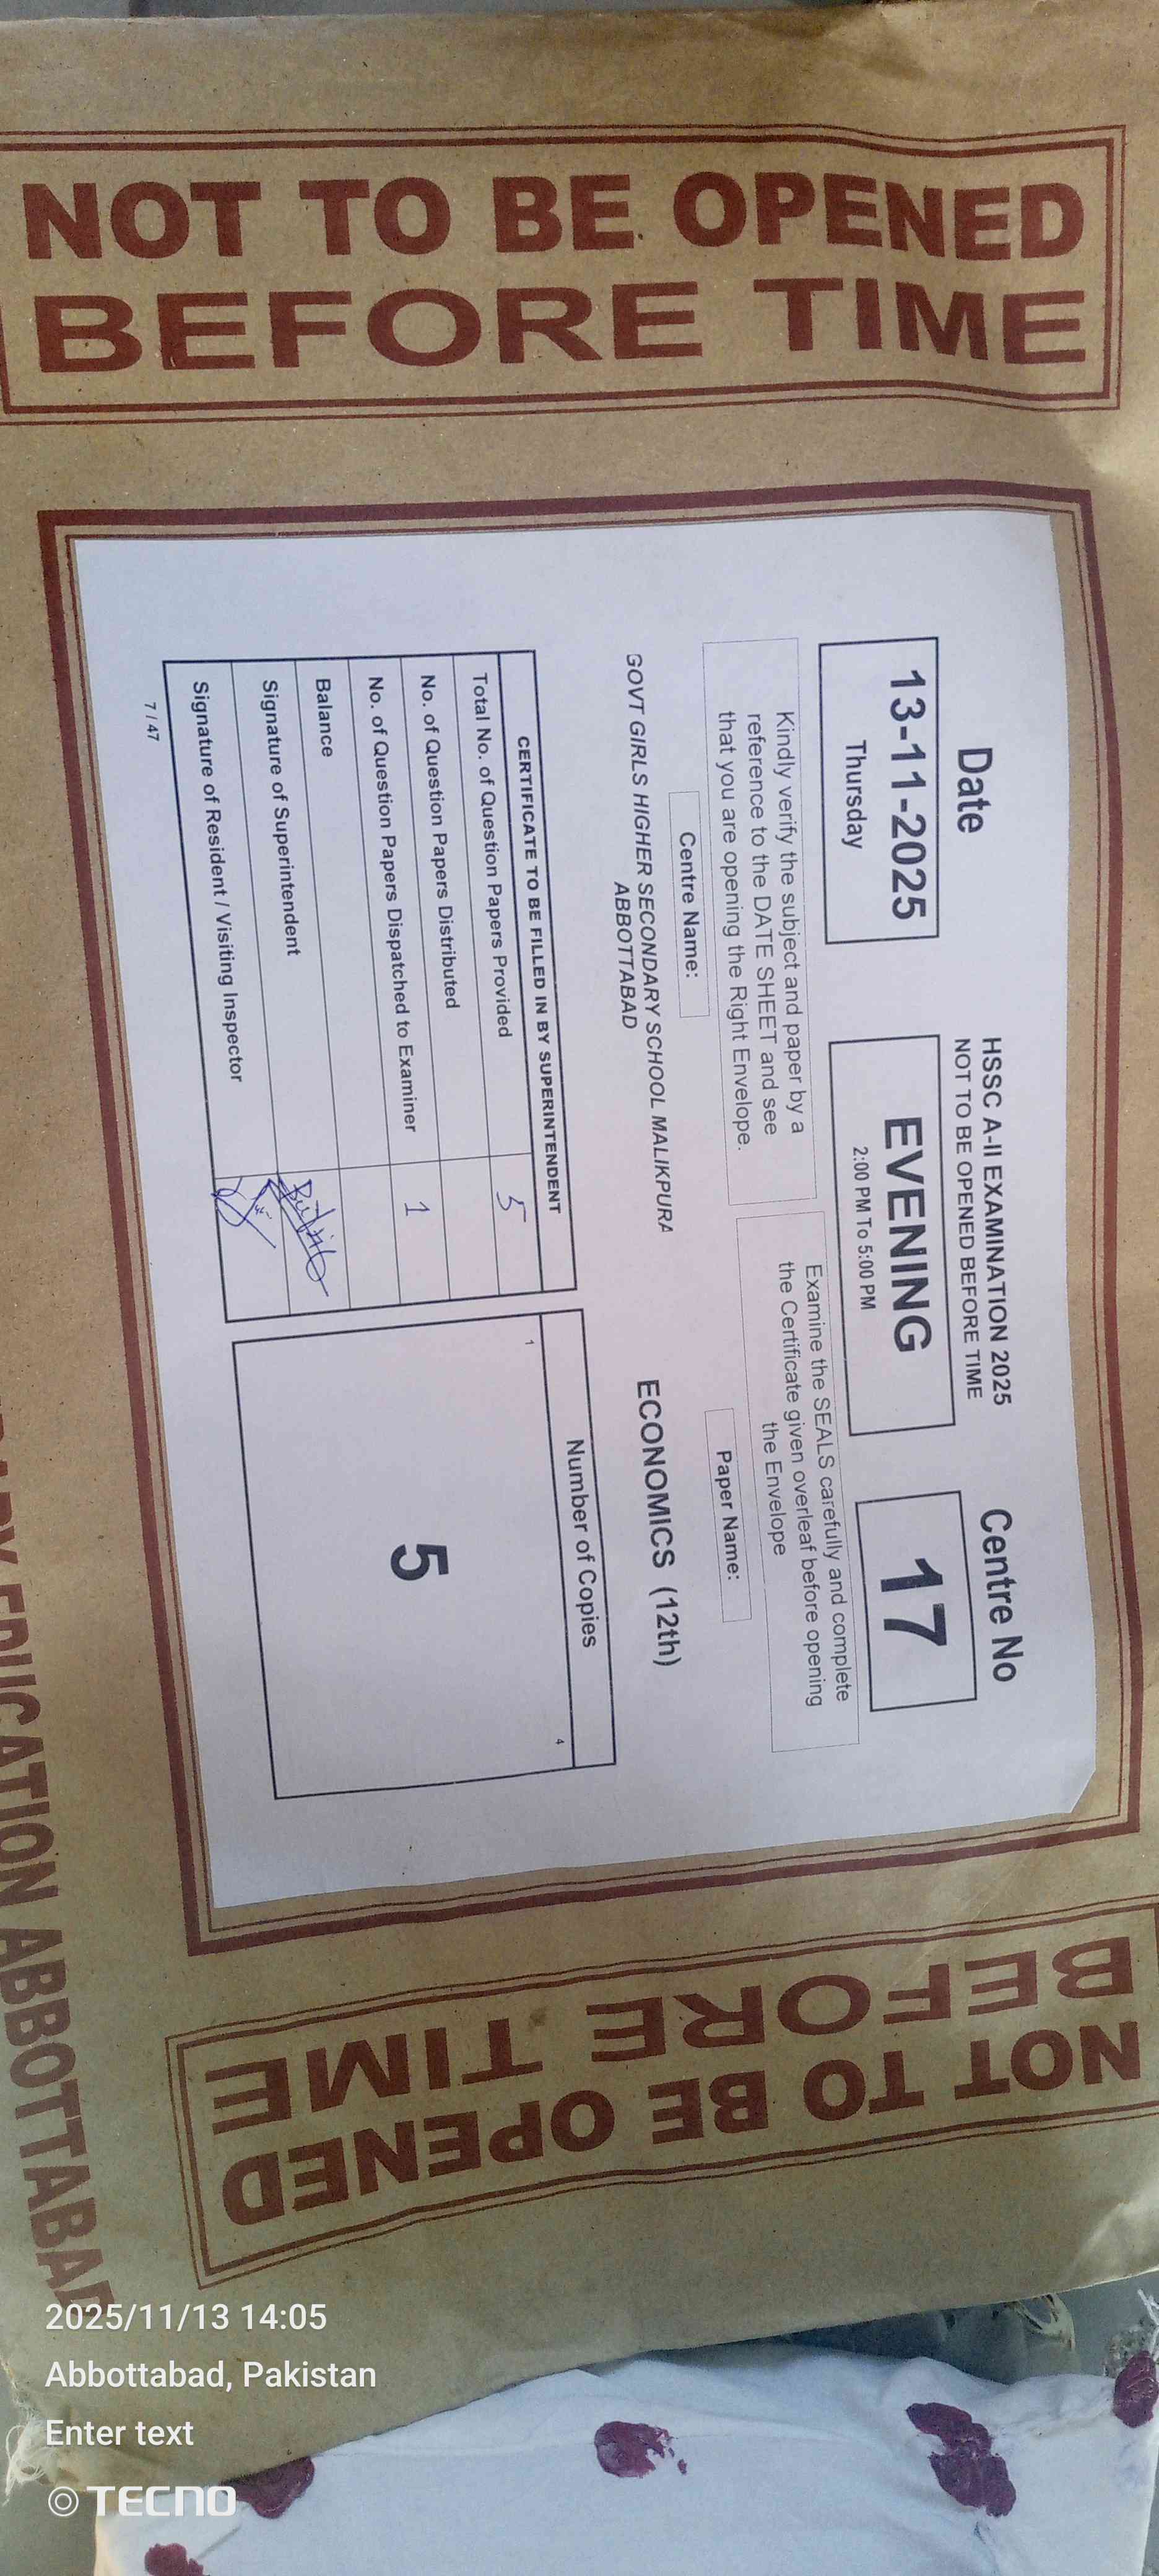 NOT TO BE OPENED
BEFORE TIME
Date
13-11-2025
Thursday
HSSC A-II EXAMINATION 2025
NOT TO BE OPENED BEFORE TIME
EVENING
2:00 PM To 5:00 PM
Centre No
17
Kindly verify the subject and paper by a
reference to the DATE SHEET and see
that you are opening the Right Envelope.
Examine the SEALS carefully and complete
the Certificate given overleaf before opening
the Envelope
Centre Name:
GOVT GIRLS HIGHER SECONDARY SCHOOL MALIKPURA
ABBOTTABAD
Paper Name:
ECONOMICS (12th)
CERTIFICATE TO BE FILLED IN BY SUPERINTENDENT
Total No. of Question Papers Provided 5
No. of Question Papers Distributed
No. of Question Papers Dispatched to Examiner 1
Balance
Signature of Superintendent
Signature of Resident / Visiting Inspector
7 / 47
Number of Copies
1 4
5
NOT TO BE OPENED
BEFORE TIME
EDUCATION ABBOTTABAD
2025/11/13 14:05
Abbottabad, Pakistan
Enter text
TECNO